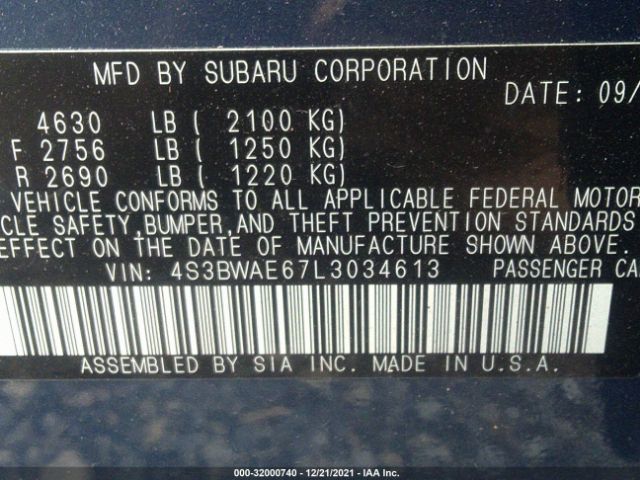 MFD BY SUBARU CORPORATION
DATE: 09/
4630 LB ( 2100 KG)
F 2756 LB ( 1250 KG)
R 2690 LB ( 1220 KG)
VEHICLE CONFORMS TO ALL APPLICABLE FEDERAL MOTOR
SAFETY,BUMPER,AND THEFT PREVENTION STANDARDS
EFFECT ON THE DATE OF MANUFACTURE SHOWN ABOVE.
VIN: 4S3BWAE67L3034613 PASSENGER
ASSEMBLED BY SIA INC. MADE IN U.S.A.
000-32000740 - 12/21/2021 - IAA Inc.